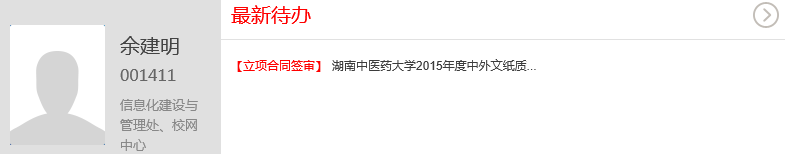 余建明
001411
信息化建设与
管理处、校网
中心
最新待办
【立项合同签审】 湖南中医药大学2015年度中外文纸质...